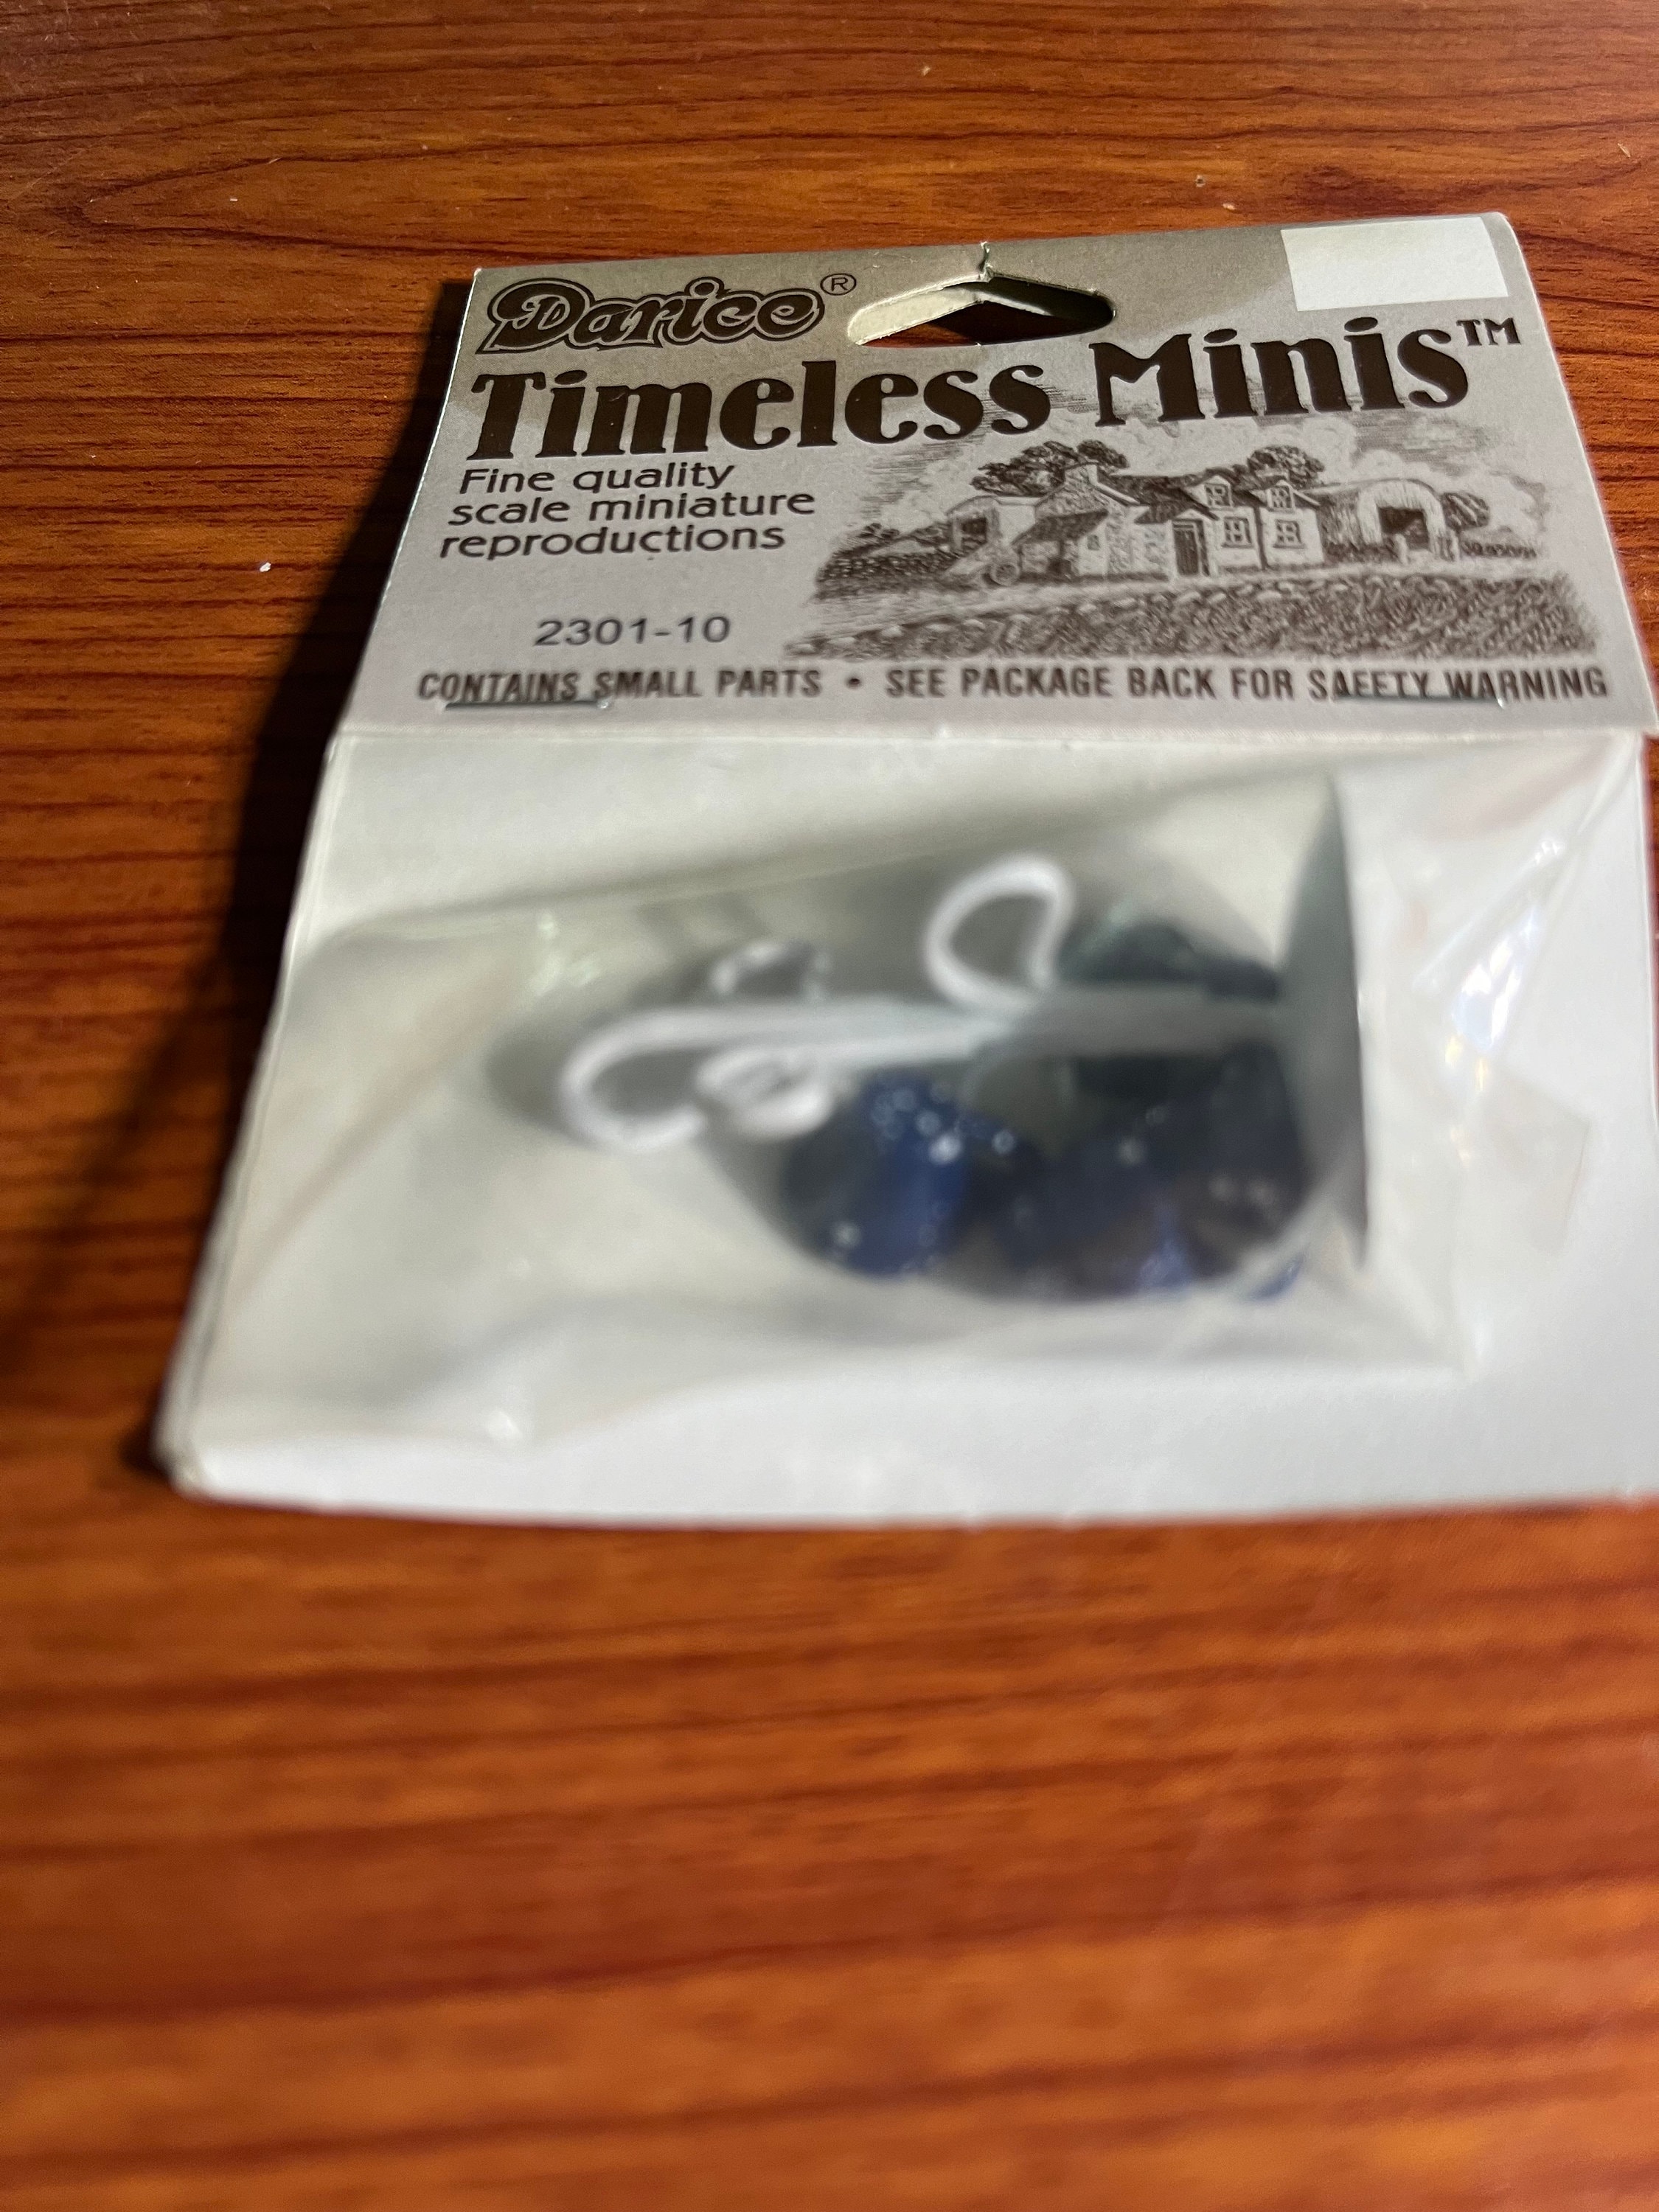 Darice®
Timeless Minis™
Fine quality
scale miniature
reproductions
2301-10
CONTAINS SMALL PARTS • SEE PACKAGE BACK FOR SAFETY WARNING